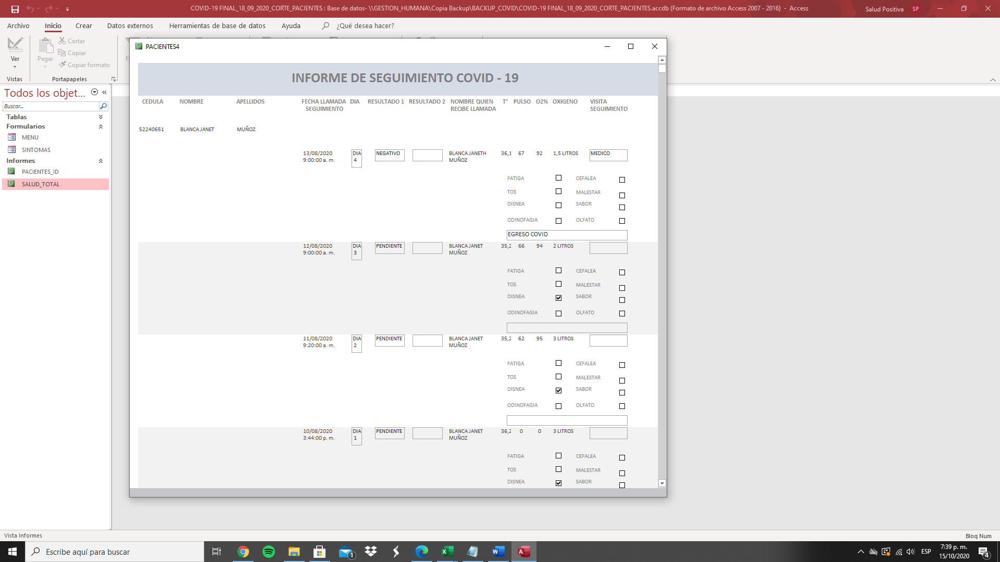 COVID-19 FINAL_18_09_2020_CORTE_PACIENTES : Base de datos- \\GESTION_HUMANA\Copia Backup\BACKUP_COVID\COVID-19 FINAL_18_09_2020_CORTE_PACIENTES.accdb (Formato de archivo Access 2007 - 2016) - Access
Salud Positiva SP
Archivo Inicio Crear Datos externos Herramientas de base de datos Ayuda ¿Qué desea hacer?
Ver
Vistas
Pegar
Cortar
Copiar
Copiar formato
Portapapeles
Todos los objet...
Buscar...
Tablas
Formularios
MENU
SINTOMAS
Informes
PACIENTES_ID
SALUD_TOTAL
PACIENTES4
INFORME DE SEGUIMIENTO COVID - 19
CEDULA NOMBRE APELLIDOS FECHA LLAMADA DIA RESULTADO 1 RESULTADO 2 NOMBRE QUIEN T° PULSO O2% OXIGENO VISITA
SEGUIMIENTO RECIBE LLAMADA SEGUIMIENTO
52240651 BLANCA JANET MUÑOZ
13/08/2020 DIA NEGATIVO BLANCA JANETH 36,1 67 92 1,5 LITROS MEDICO
9:00:00 a. m. 4 MUÑOZ
FATIGA CEFALEA
TOS MALESTAR
DISNEA SABOR
ODINOFAGIA OLFATO
EGRESO COVID
12/08/2020 DIA PENDIENTE BLANCA JANET 35,2 66 94 2 LITROS
9:00:00 a. m. 3 MUÑOZ
FATIGA CEFALEA
TOS MALESTAR
DISNEA SABOR
ODINOFAGIA OLFATO
11/08/2020 DIA PENDIENTE BLANCA JANET 35,2 62 95 3 LITROS
9:20:00 a. m. 2 MUÑOZ
FATIGA CEFALEA
TOS MALESTAR
DISNEA SABOR
ODINOFAGIA OLFATO
10/08/2020 DIA PENDIENTE BLANCA JANET 36,2 0 0 3 LITROS
3:44:00 p. m. 1 MUÑOZ
FATIGA CEFALEA
TOS MALESTAR
DISNEA SABOR
Vista Informes
Bloq Num
Escribe aquí para buscar
1
ESP
7:39 p. m.
15/10/2020
4